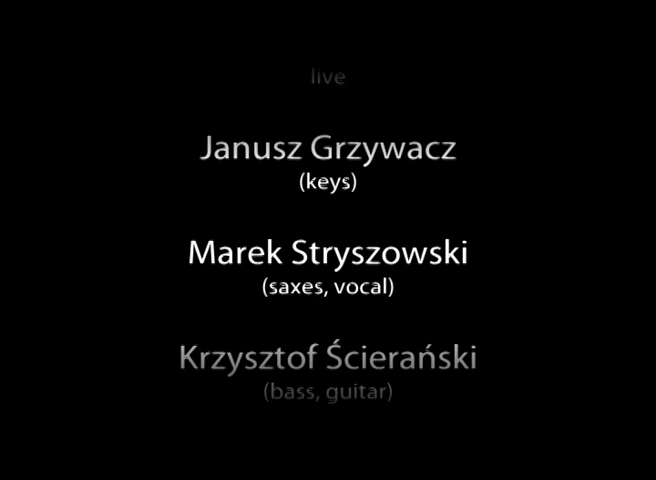 live
Janusz Grzywacz
(keys)
Marek Stryszowski
(saxes, vocal)
Krzysztof Ścierański
(bass, guitar)